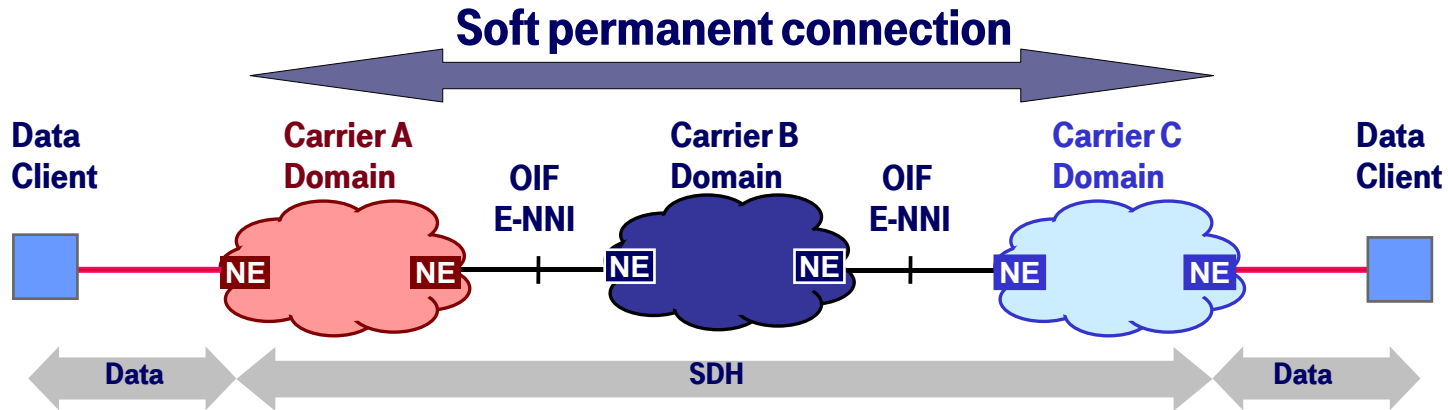 Soft permanent connection
Data
Client
Carrier A
Domain
OIF
E-NNI
Carrier B
Domain
OIF
E-NNI
Carrier C
Domain
Data
Client
NE
NE
NE
NE
NE
NE
Data
SDH
Data